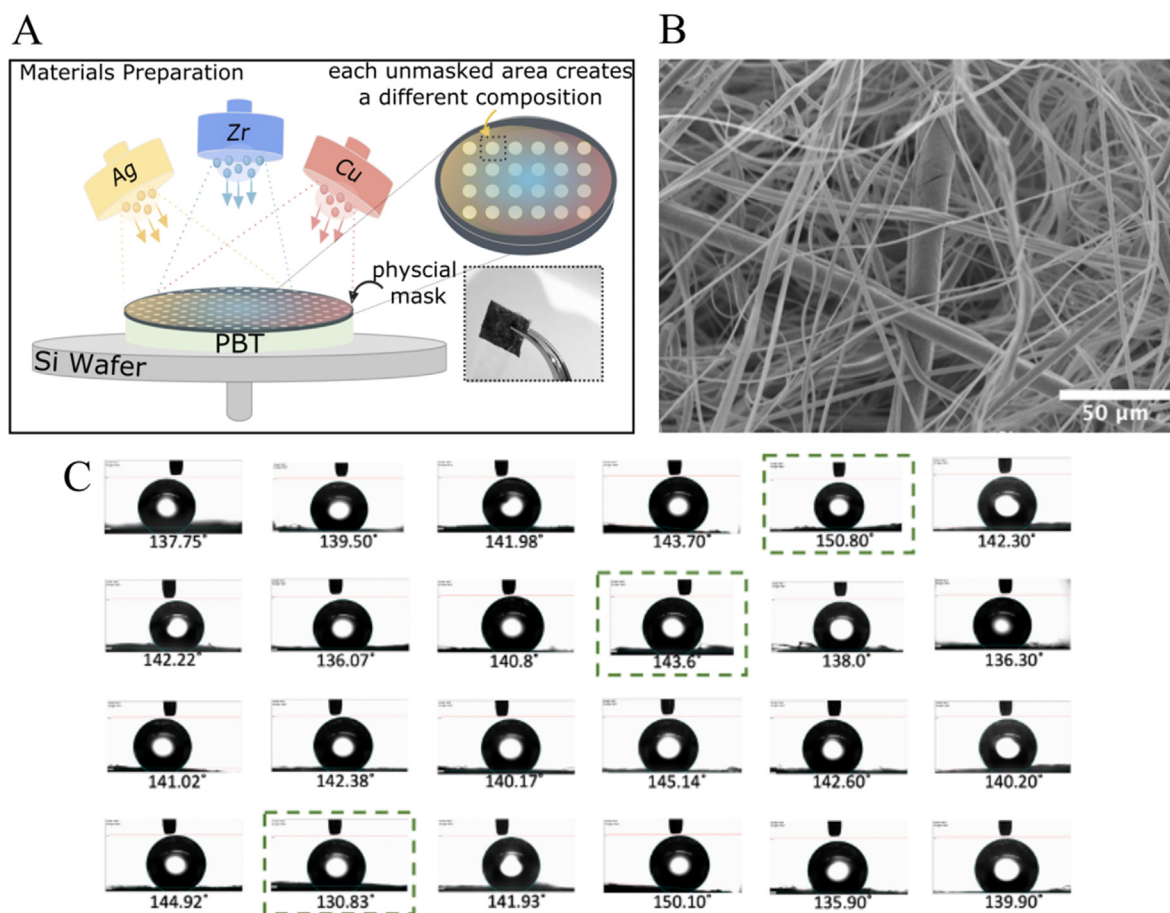 A
B
Materials Preparation
each unmasked area creates
a different composition
Ag
Zr
Cu
physcial
mask
PBT
Si Wafer
50 µm
C
137.75°
139.50°
141.98°
143.70°
150.80°
142.30°
142.22°
136.07°
140.8°
143.6°
138.0°
136.30°
141.02°
142.38°
140.17°
145.14°
142.60°
140.20°
144.92°
130.83°
141.93°
150.10°
135.90°
139.90°